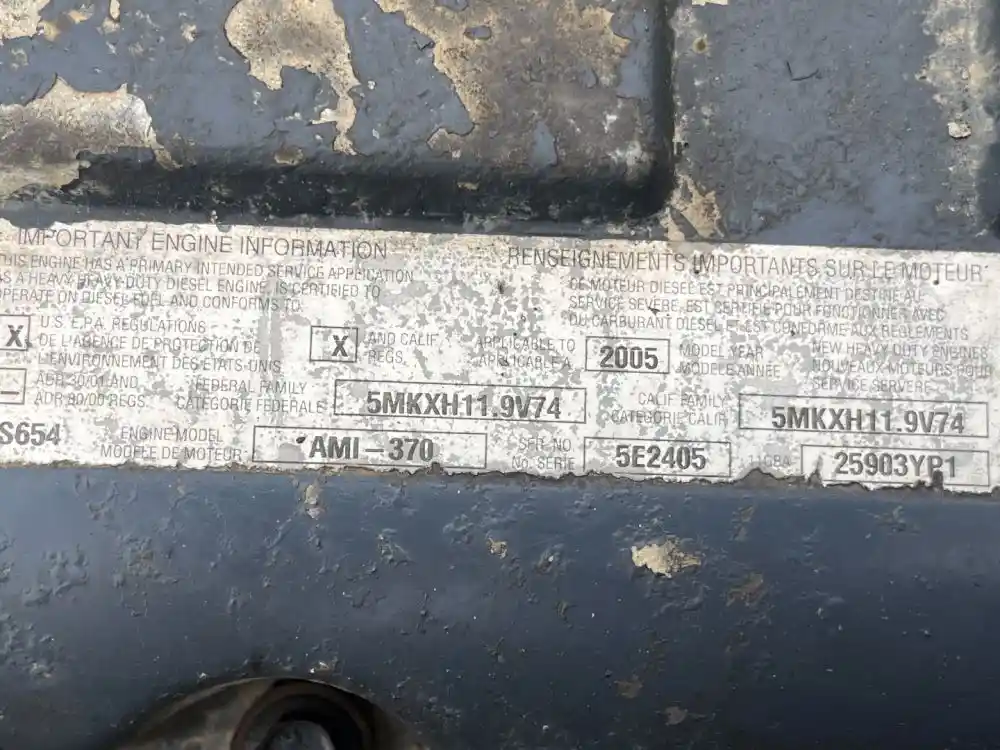 IMPORTANT ENGINE INFORMATION
THIS ENGINE HAS A PRIMARY INTENDED SERVICE APPLICATION
AS A HEAVY HEAVY-DUTY DIESEL ENGINE, IS CERTIFIED TO
OPERATE ON DIESEL FUEL AND CONFORMS TO:
X U.S. E.P.A. REGULATIONS
DE L'AGENCE DE PROTECTION DE
L'ENVIRONNEMENT DES ETATS-UNIS
X AND CALIF.
REGS.
ADR 30/01 AND
ADR 80/00 REGS.
RENSEIGNEMENTS IMPORTANTS SUR LE MOTEUR
CE MOTEUR DIESEL EST PRINCIPALEMENT DESTINE AU
SERVICE SEVERE, EST CERTIFIE POUR FONCTIONNER AVEC
DU CARBURANT DIESEL ET EST CONFORME AUX REGLEMENTS
APPLICABLE TO
APPLICABLE A
2005
MODEL YEAR
MODELE ANNÉE
NEW HEAVY DUTY ENGINES
NOUVEAUX MOTEURS POUR
SERVICE SERVERE
FEDERAL FAMILY
CATEGORIE FEDERALE
5MKXH11.9V74
CALIF FAMILY
CATEGORIE CALIF
5MKXH11.9V74
S654
ENGINE MODEL
MODELE DE MOTEUR
AMI-370
SER. NO
No. SERIE
5E2405
11GBA
25903YP1